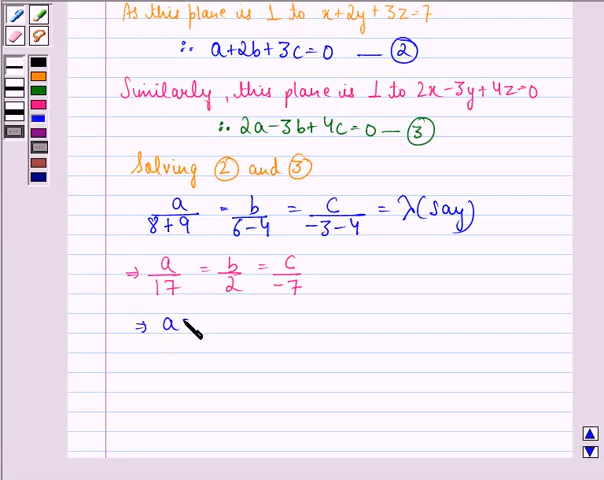 As this plane is ⊥ to x+2y+3z=7
∴ a+2b+3c=0 — ②
Similarly, this plane is ⊥ to 2x-3y+4z=0
∴ 2a-3b+4c=0 — ③
Solving ② and ③
a/8+9 = b/6-4 = c/-3-4 = λ(say)
⇒ a/17 = b/2 = c/-7
⇒ a =